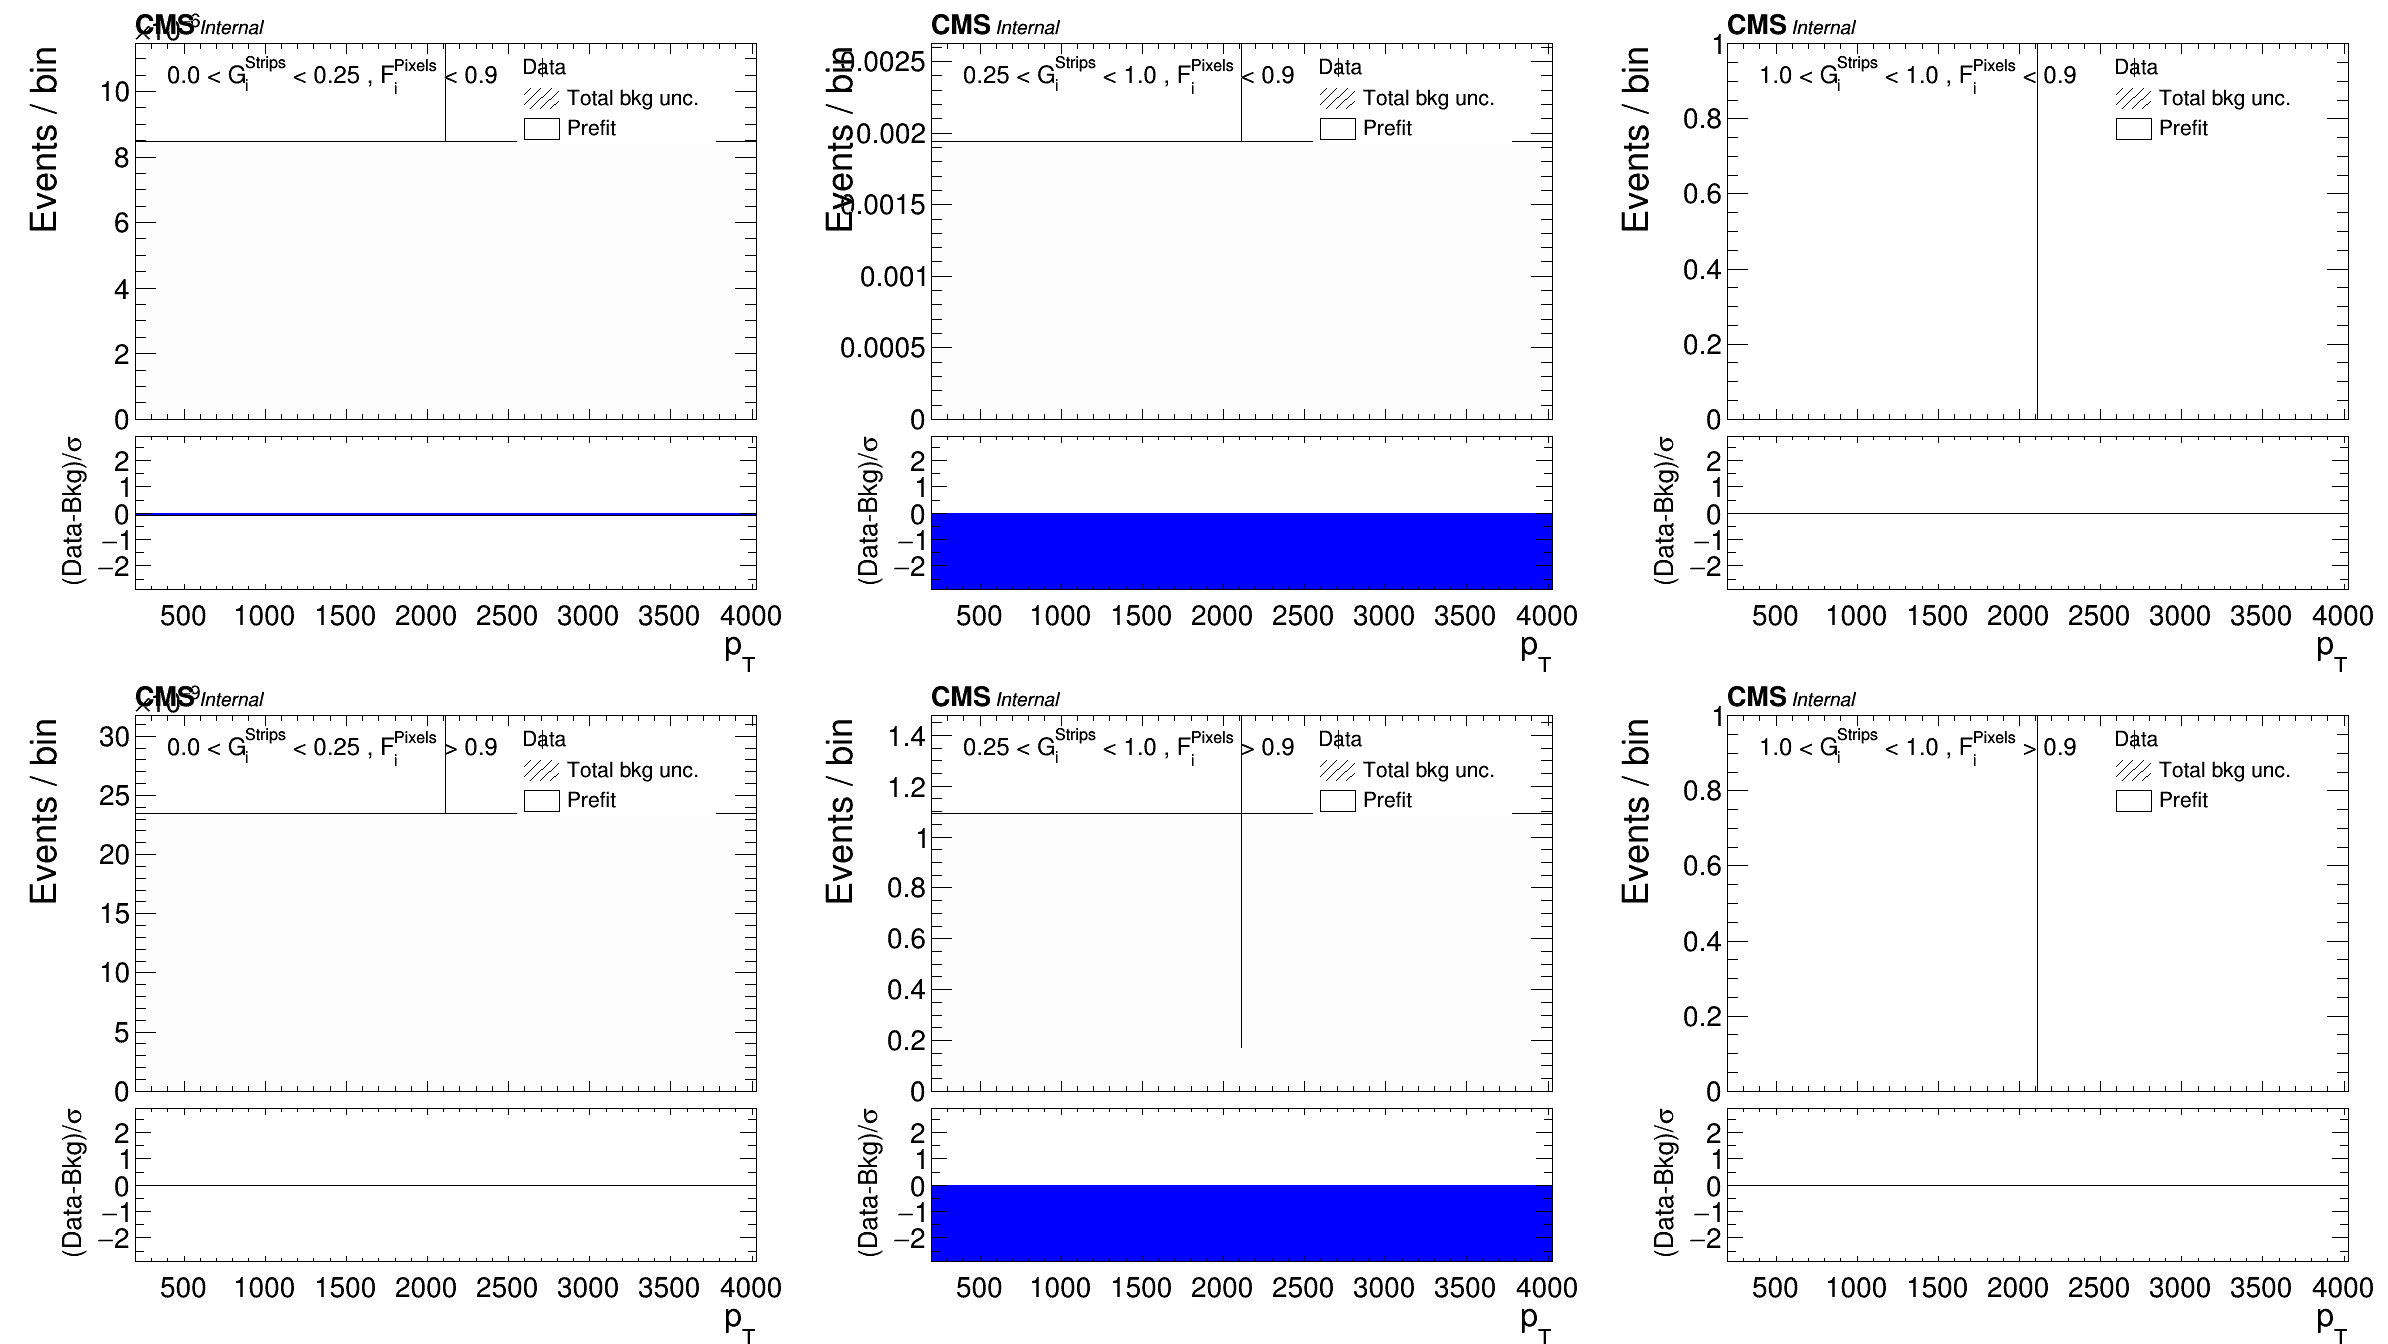 CMS Internal
×10⁻⁶
0.0 < G_i^Strips < 0.25 , F_i^Pixels < 0.9
Data
Total bkg unc.
Prefit
Events / bin
10
8
6
4
2
0
(Data-Bkg)/σ
2
1
0
−1
−2
500 1000 1500 2000 2500 3000 3500 4000
p_T
CMS Internal
0.25 < G_i^Strips < 1.0 , F_i^Pixels < 0.9
Data
Total bkg unc.
Prefit
Events / bin
0.0025
0.002
0.0015
0.001
0.0005
0
(Data-Bkg)/σ
2
1
0
−1
−2
500 1000 1500 2000 2500 3000 3500 4000
p_T
CMS Internal
1.0 < G_i^Strips < 1.0 , F_i^Pixels < 0.9
Data
Total bkg unc.
Prefit
Events / bin
1
0.8
0.6
0.4
0.2
0
(Data-Bkg)/σ
2
1
0
−1
−2
500 1000 1500 2000 2500 3000 3500 4000
p_T
CMS Internal
×10⁻⁹
0.0 < G_i^Strips < 0.25 , F_i^Pixels > 0.9
Data
Total bkg unc.
Prefit
Events / bin
30
25
20
15
10
5
0
(Data-Bkg)/σ
2
1
0
−1
−2
500 1000 1500 2000 2500 3000 3500 4000
p_T
CMS Internal
0.25 < G_i^Strips < 1.0 , F_i^Pixels > 0.9
Data
Total bkg unc.
Prefit
Events / bin
1.4
1.2
1
0.8
0.6
0.4
0.2
0
(Data-Bkg)/σ
2
1
0
−1
−2
500 1000 1500 2000 2500 3000 3500 4000
p_T
CMS Internal
1.0 < G_i^Strips < 1.0 , F_i^Pixels > 0.9
Data
Total bkg unc.
Prefit
Events / bin
1
0.8
0.6
0.4
0.2
0
(Data-Bkg)/σ
2
1
0
−1
−2
500 1000 1500 2000 2500 3000 3500 4000
p_T